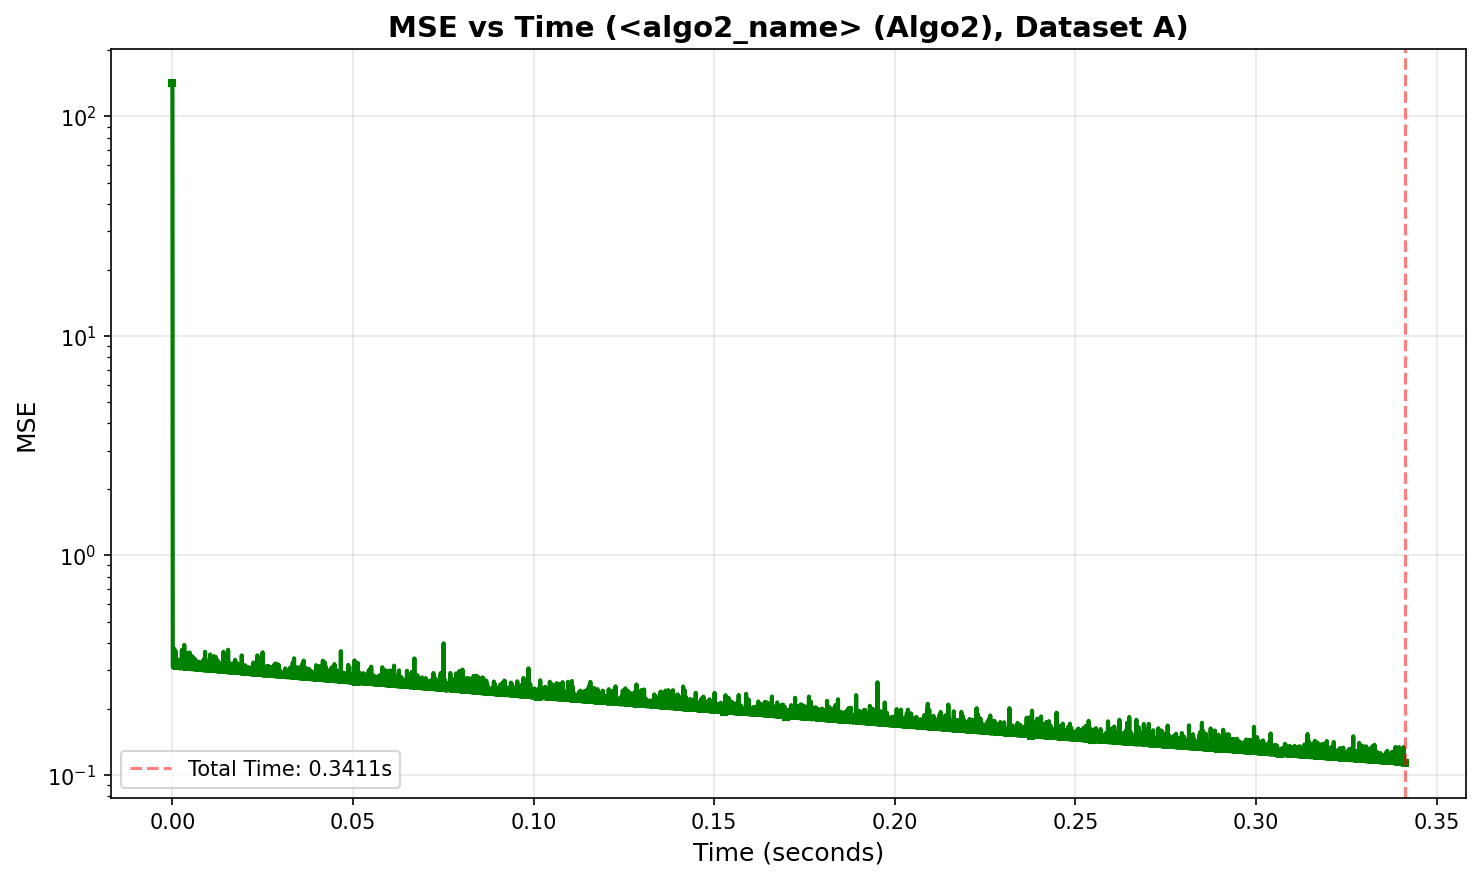 MSE vs Time (<algo2_name> (Algo2), Dataset A)
MSE
10²
10¹
10⁰
10⁻¹
Total Time: 0.3411s
0.00 0.05 0.10 0.15 0.20 0.25 0.30 0.35
Time (seconds)